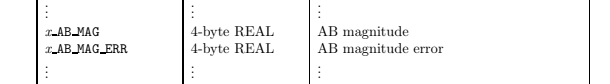 ⋮ ⋮ ⋮
x_AB_MAG 4-byte REAL AB magnitude
x_AB_MAG_ERR 4-byte REAL AB magnitude error
⋮ ⋮ ⋮